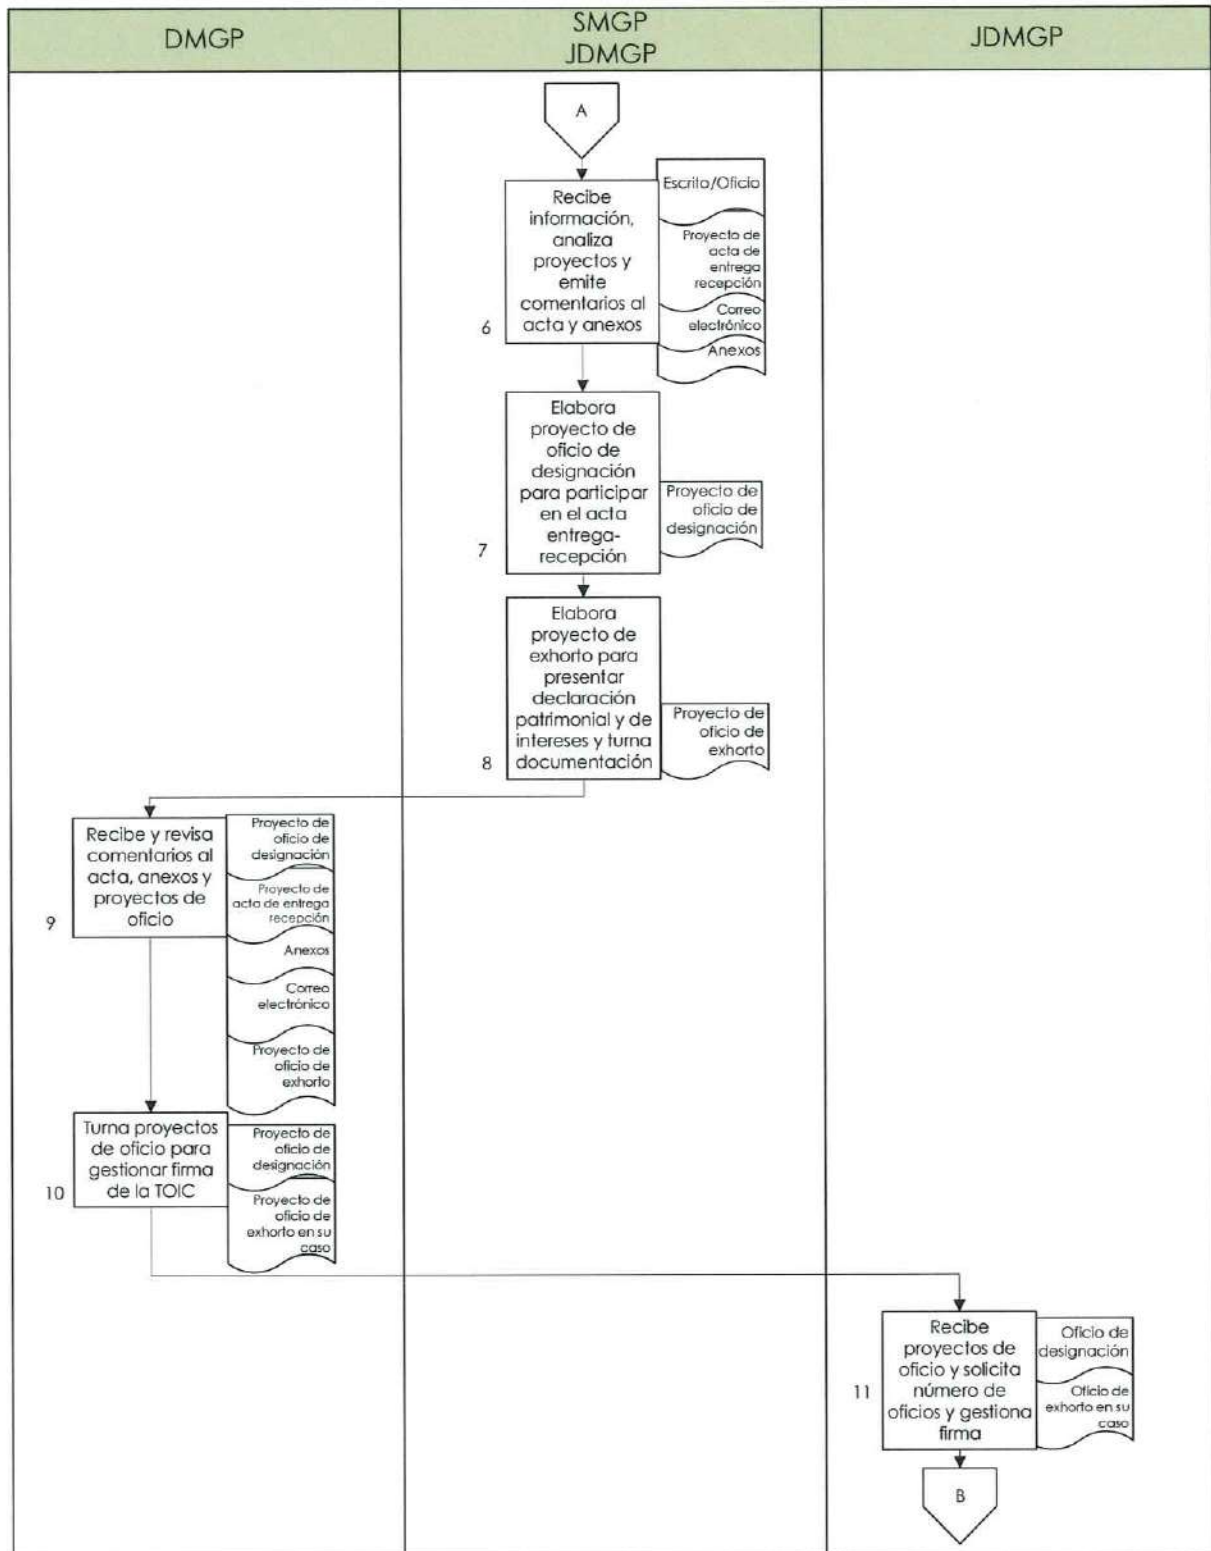 DMGP
SMGP
JDMGP
JDMGP
A
Recibe
información,
analiza
proyectos y
emite
comentarios al
acta y anexos
6
Escrito/Oficio
Proyecto de
acta de
entrega
recepción
Correo
electrónico
Anexos
Elabora
proyecto de
oficio de
designación
para participar
en el acta
entrega-
recepción
7
Proyecto de
oficio de
designación
Elabora
proyecto de
exhorto para
presentar
declaración
patrimonial y de
intereses y turna
documentación
8
Proyecto de
oficio de
exhorto
Recibe y revisa
comentarios al
acta, anexos y
proyectos de
oficio
9
Proyecto de
oficio de
designación
Proyecto de
acta de entrega
recepción
Anexos
Correo
electrónico
Proyecto de
oficio de
exhorto
Turna proyectos
de oficio para
gestionar firma
de la TOIC
10
Proyecto de
oficio de
designación
Proyecto de
oficio de
exhorto en su
caso
Recibe
proyectos de
oficio y solicita
número de
oficios y gestiona
firma
11
Oficio de
designación
Oficio de
exhorto en su
caso
B